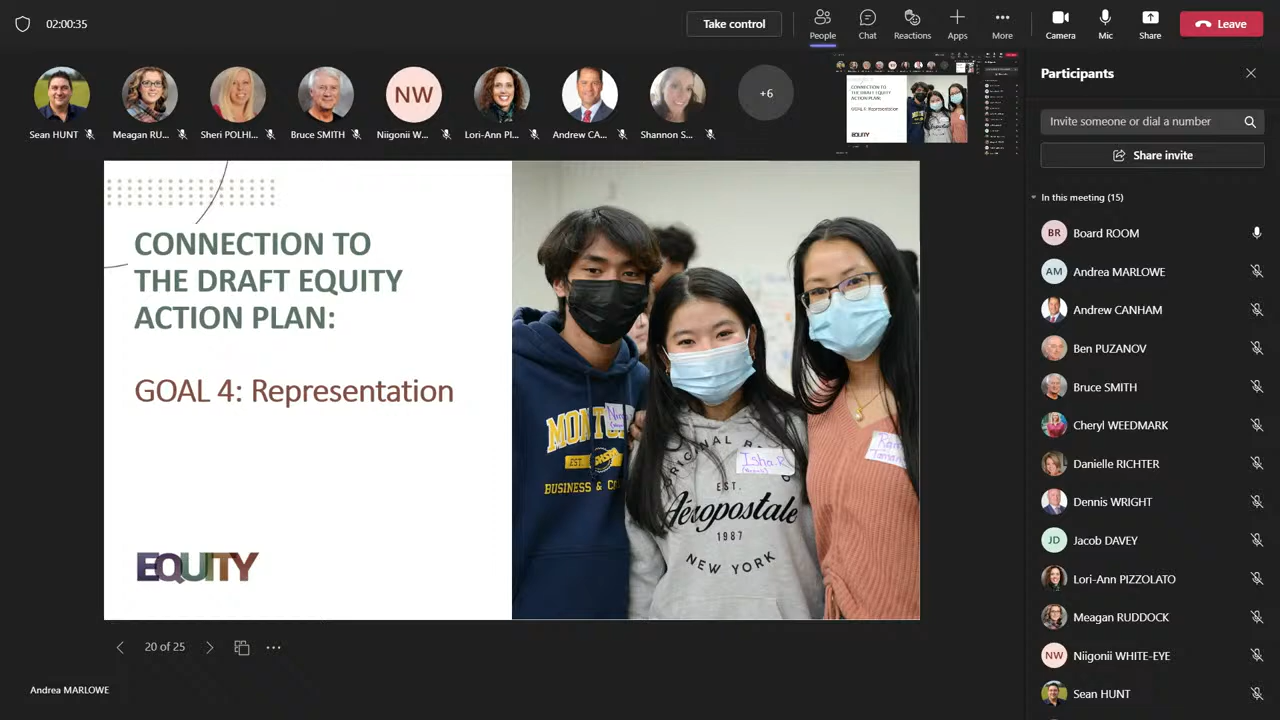 02:00:35
Take control
People
Chat
Reactions
Apps
More
Camera
Mic
Share
Leave
Sean HUNT
Meagan RU...
Sheri POLHI...
Bruce SMITH
NW
Niigonii W...
Lori-Ann PI...
Andrew CA...
Shannon S...
+6
CONNECTION TO
THE DRAFT EQUITY
ACTION PLAN:
GOAL 4: Representation
EQUITY
EST.
BUSINESS &
Isha.R
EST.
Aéropostale
1987
NEW YORK
20 of 25
Andrea MARLOWE
Participants
Invite someone or dial a number
Share invite
In this meeting (15)
BR
Board ROOM
AM
Andrea MARLOWE
Andrew CANHAM
Ben PUZANOV
Bruce SMITH
Cheryl WEEDMARK
Danielle RICHTER
Dennis WRIGHT
JD
Jacob DAVEY
Lori-Ann PIZZOLATO
Meagan RUDDOCK
NW
Niigonii WHITE-EYE
Sean HUNT